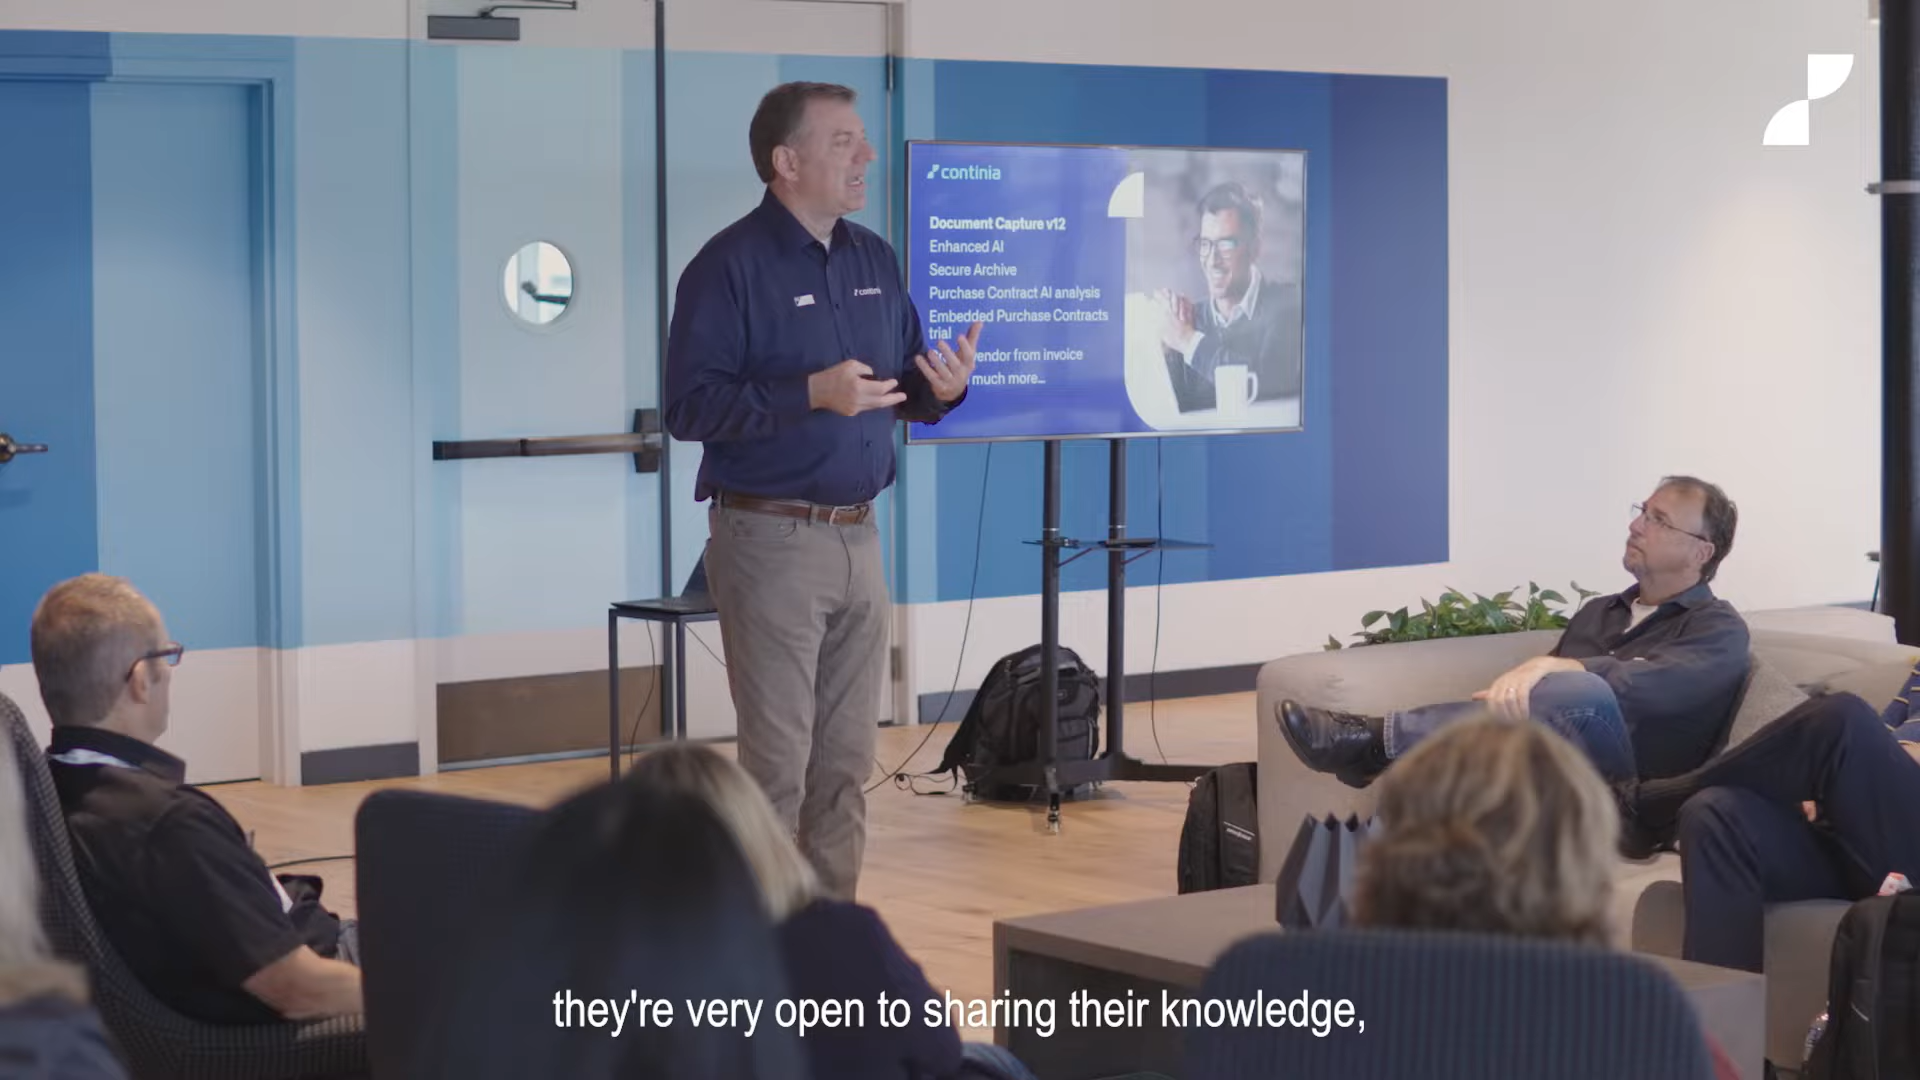 continia
Document Capture v12
Enhanced AI
Secure Archive
Purchase Contract AI analysis
Embedded Purchase Contracts
trial
vendor from invoice
much more...
continia
they're very open to sharing their knowledge,